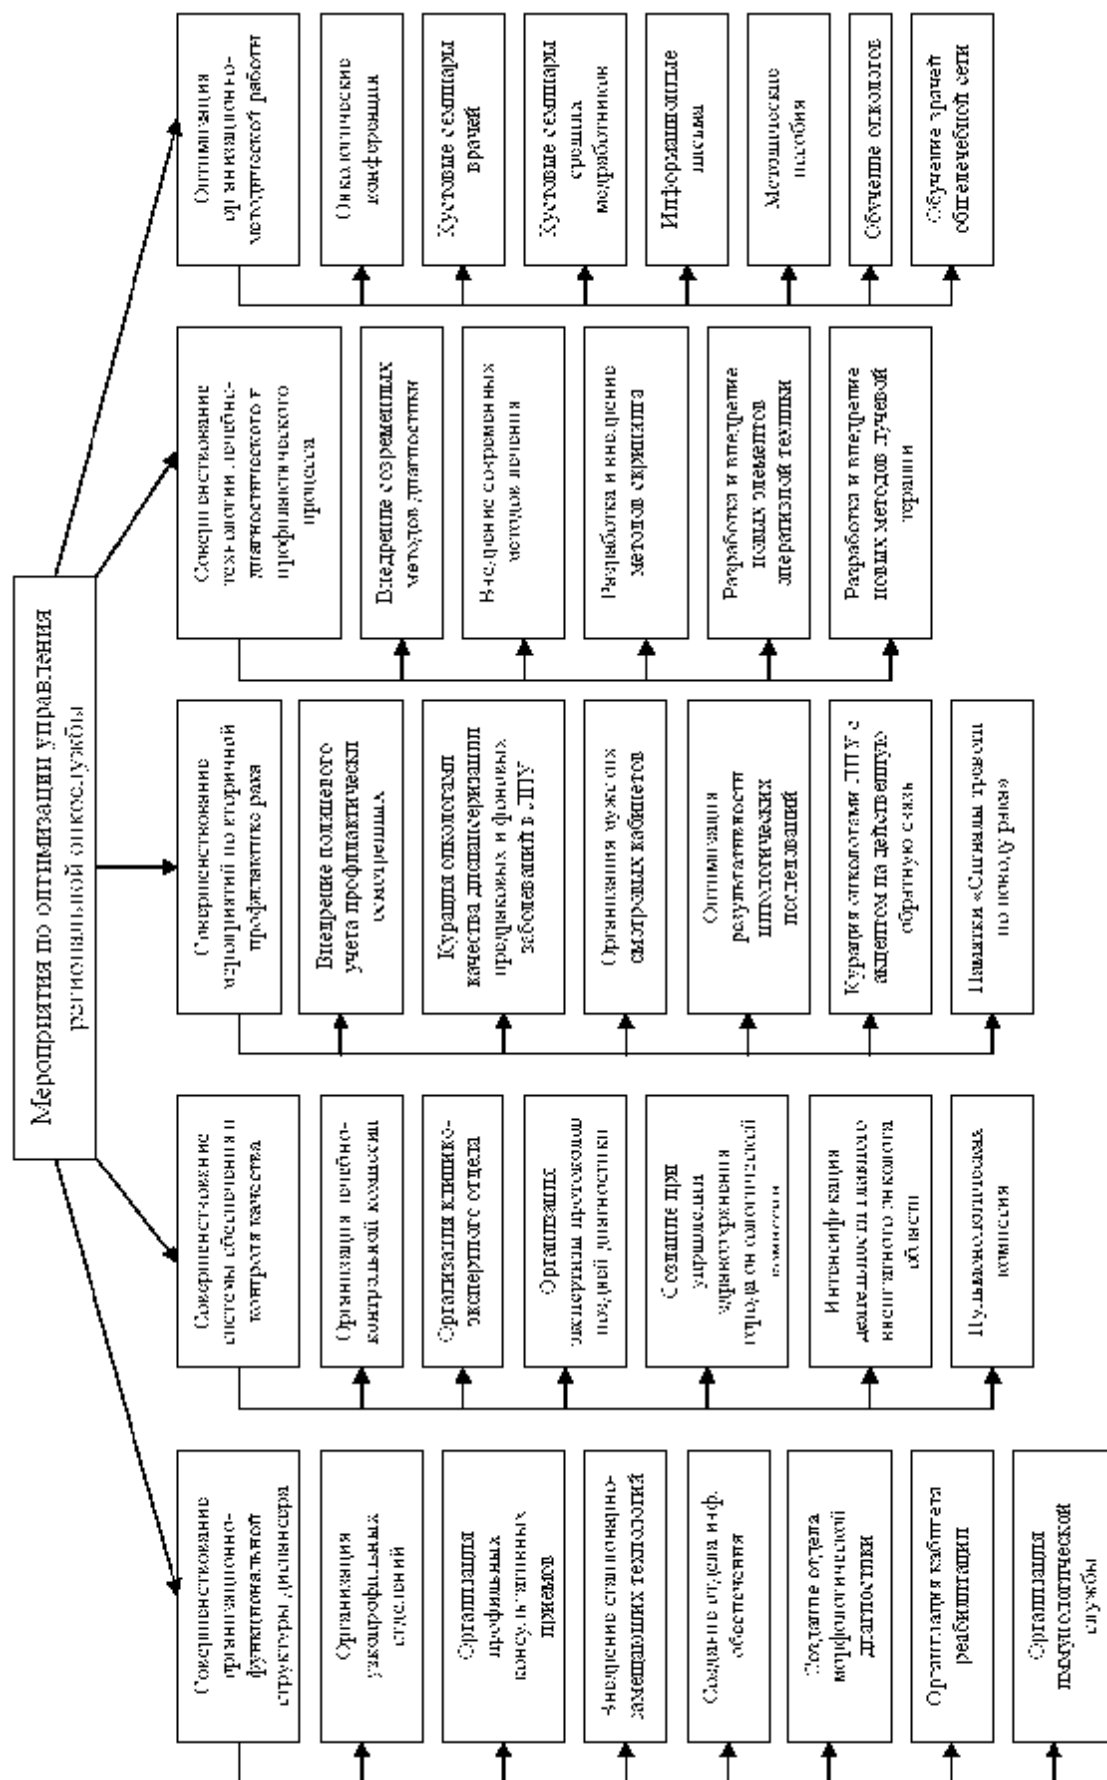 Мероприятия по оптимизации управления
региональной онкослужбы
Совершенствование
организационно-
функциональной
структуры диспансера
Организация
узкопрофильных
отделений
Организация
профильных
консультативных
приемов
Внедрение стационарно-
замещающих технологий
Создание отдела инф.
обеспечения
Создание отдела
морфологической
диагностики
Организация кабинета
реабилитации
Организация
иммунологической
службы
Совершенствование
системы обеспечения и
контроля качества
Организация лечебно-
контрольной комиссии
Организация клинико-
экспертного отдела
Организация
экспертизы протоколов
поздней диагностики
Создание при
управлении
здравоохранения
города онкологической
комиссии
Интенсификация
деятельности главного
внештатного онколога
области
Пульмонологическая
комиссия
Совершенствование
мероприятий по вторичной
профилактике рака
Внедрение
учета профилактически
осмотренных
Курация онкологами
качества диспансеризации
предраковых и фоновых
заболеваний в ЛПУ
Организация мужских
смотровых кабинетов
Оптимизация
результативности
цитологических
исследований
Курация онкологами ЛПУ с
акцентом на действенную
обратную связь
Памятки «Сигналы тревоги
по поводу рака»
Совершенствование
технологии лечебно-
диагностического и
профилактического
процесса
Внедрение современных
методов диагностики
Внедрение современных
методов лечения
Разработка и внедрение
методов скрининга
Разработка и внедрение
новых элементов
оперативной техники
Разработка и внедрение
новых методов лучевой
терапии
Оптимизация
организационно-
методической работы
Онкологические
конференции
Кустовые семинары
врачей
Кустовые семинары
средних
медработников
Информационные
письма
Методические
пособия
Обучение онкологов
Обучение врачей
общелечебной сети